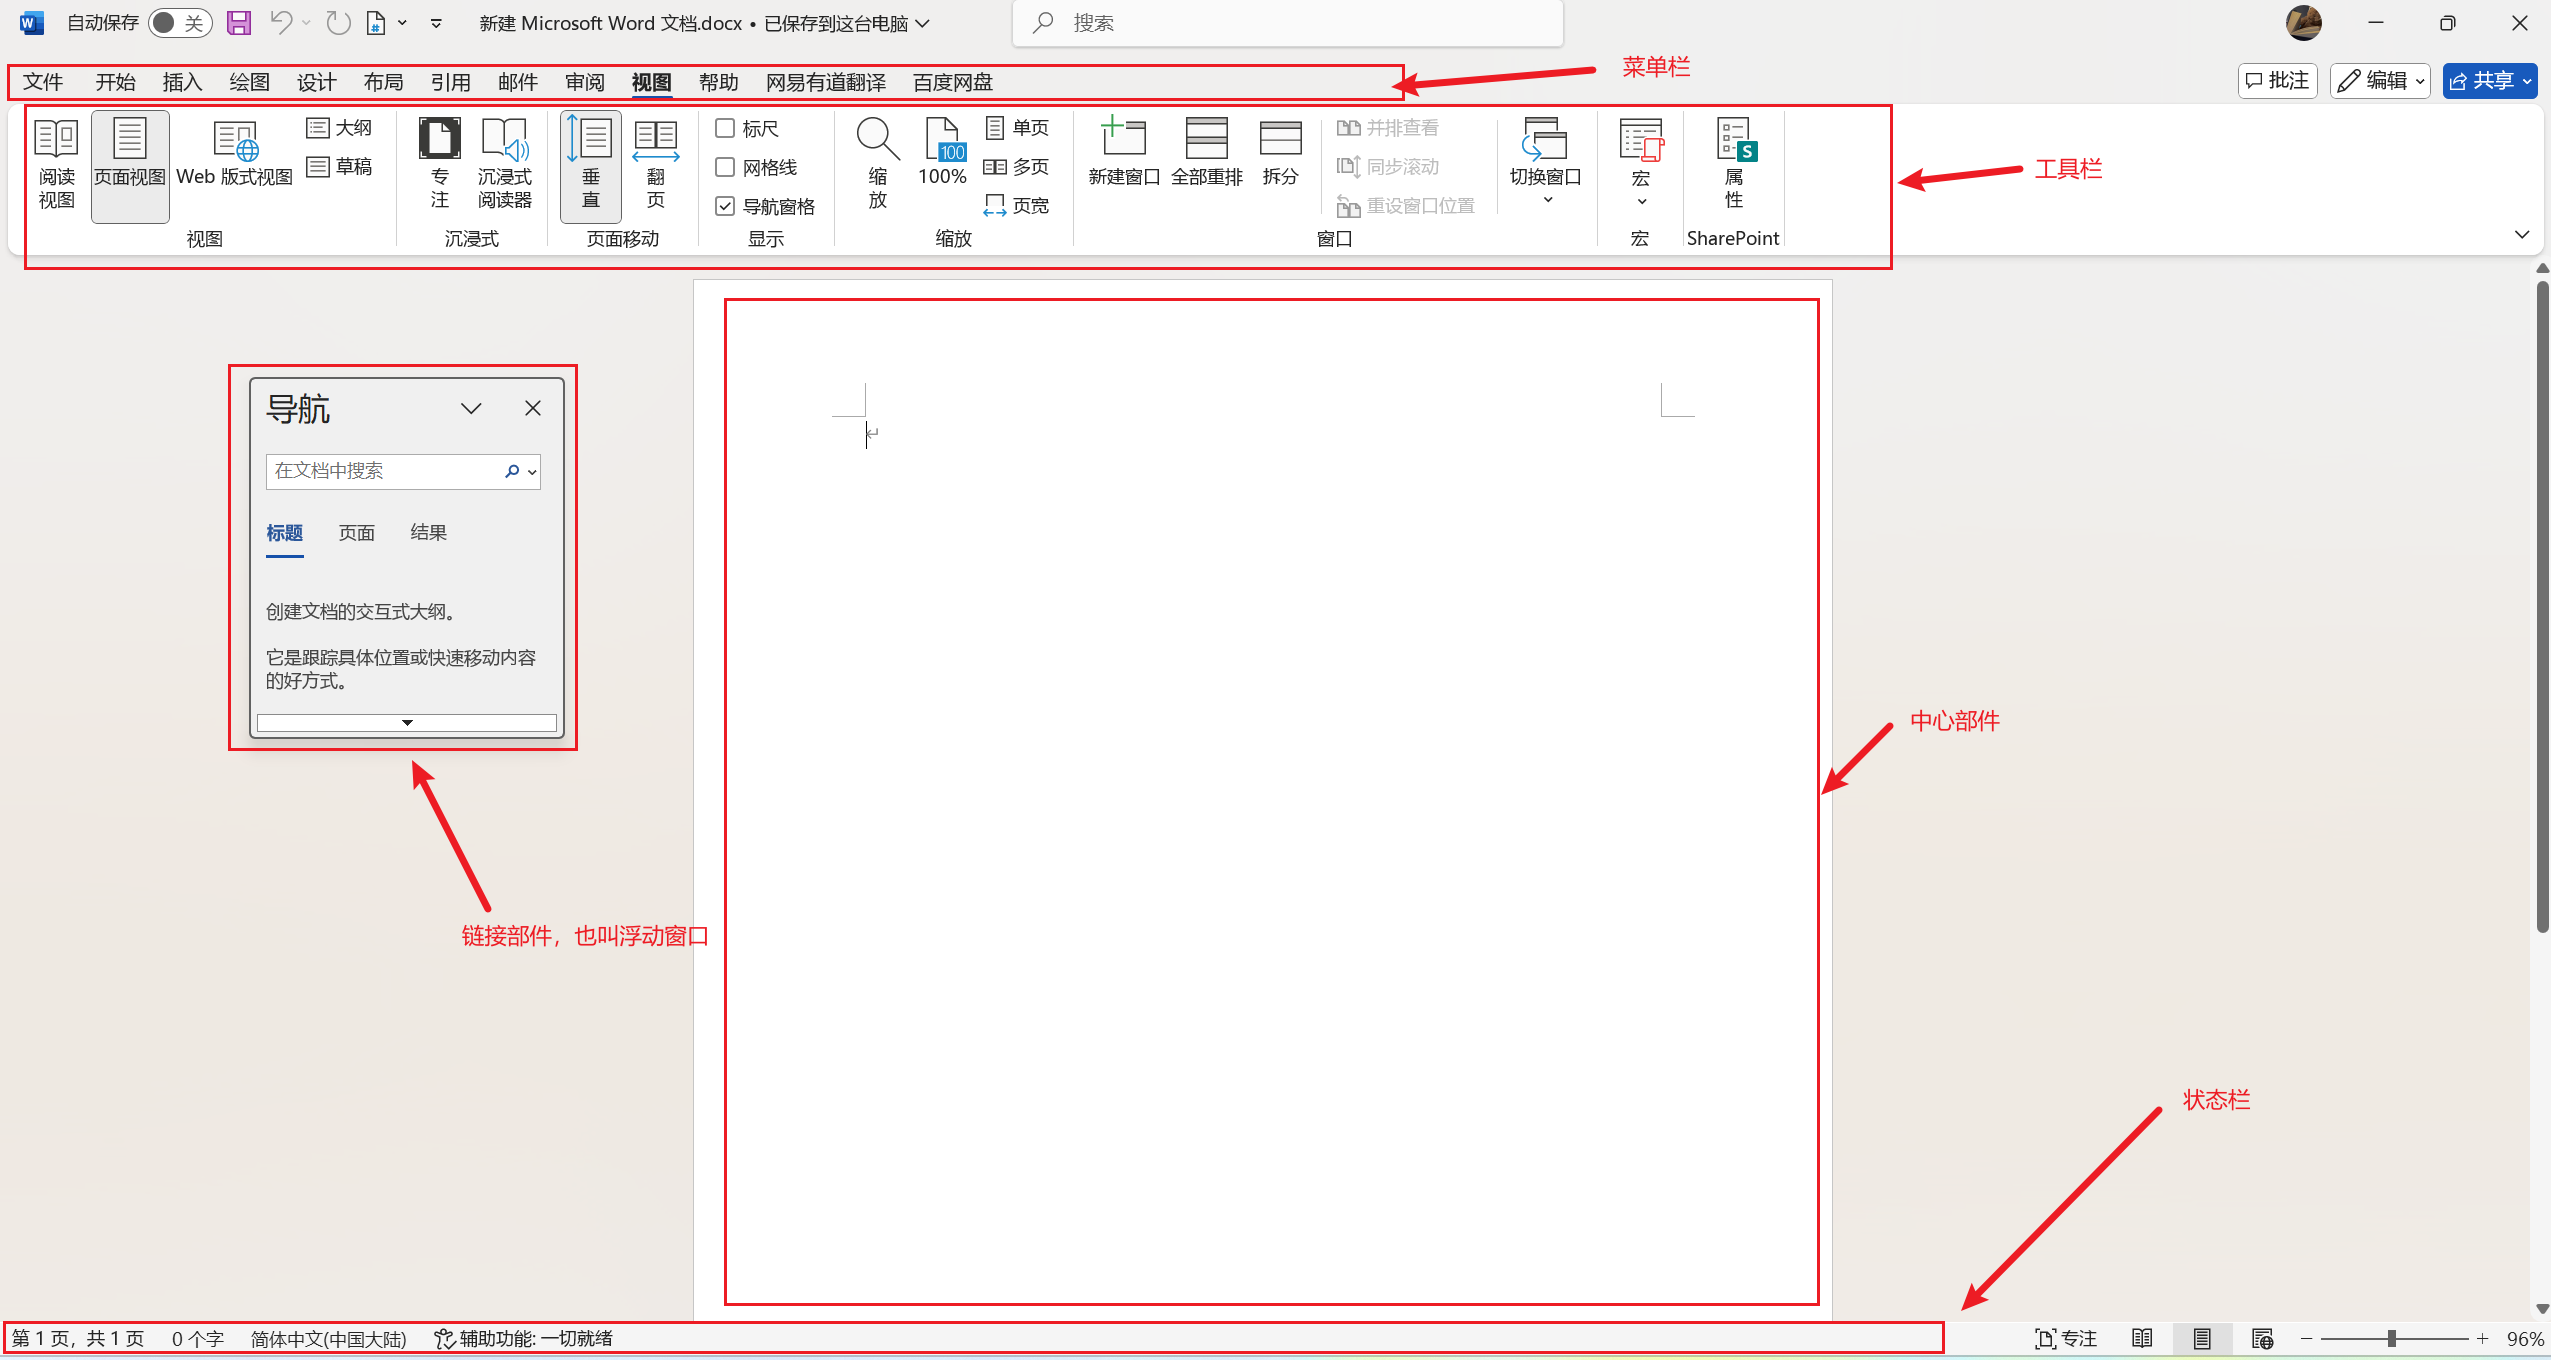 自动保存 关 新建 Microsoft Word 文档.docx • 已保存到这台电脑 搜索
文件 开始 插入 绘图 设计 布局 引用 邮件 审阅 视图 帮助 网易有道翻译 百度网盘
菜单栏
批注 编辑 共享
阅读
视图
页面视图
Web 版式视图
大纲
草稿
视图
专
注
沉浸式
阅读器
沉浸式
垂
直
翻
页
页面移动
标尺
网格线
导航窗格
显示
缩
放
100
100%
单页
多页
页宽
缩放
新建窗口
全部重排
拆分
并排查看
同步滚动
重设窗口位置
切换窗口
窗口
宏
宏
S
属
性
SharePoint
工具栏
导航
在文档中搜索
标题 页面 结果
创建文档的交互式大纲。
它是跟踪具体位置或快速移动内容
的好方式。
链接部件，也叫浮动窗口
中心部件
状态栏
第 1 页，共 1 页 0 个字 简体中文(中国大陆) 辅助功能: 一切就绪 专注 96%